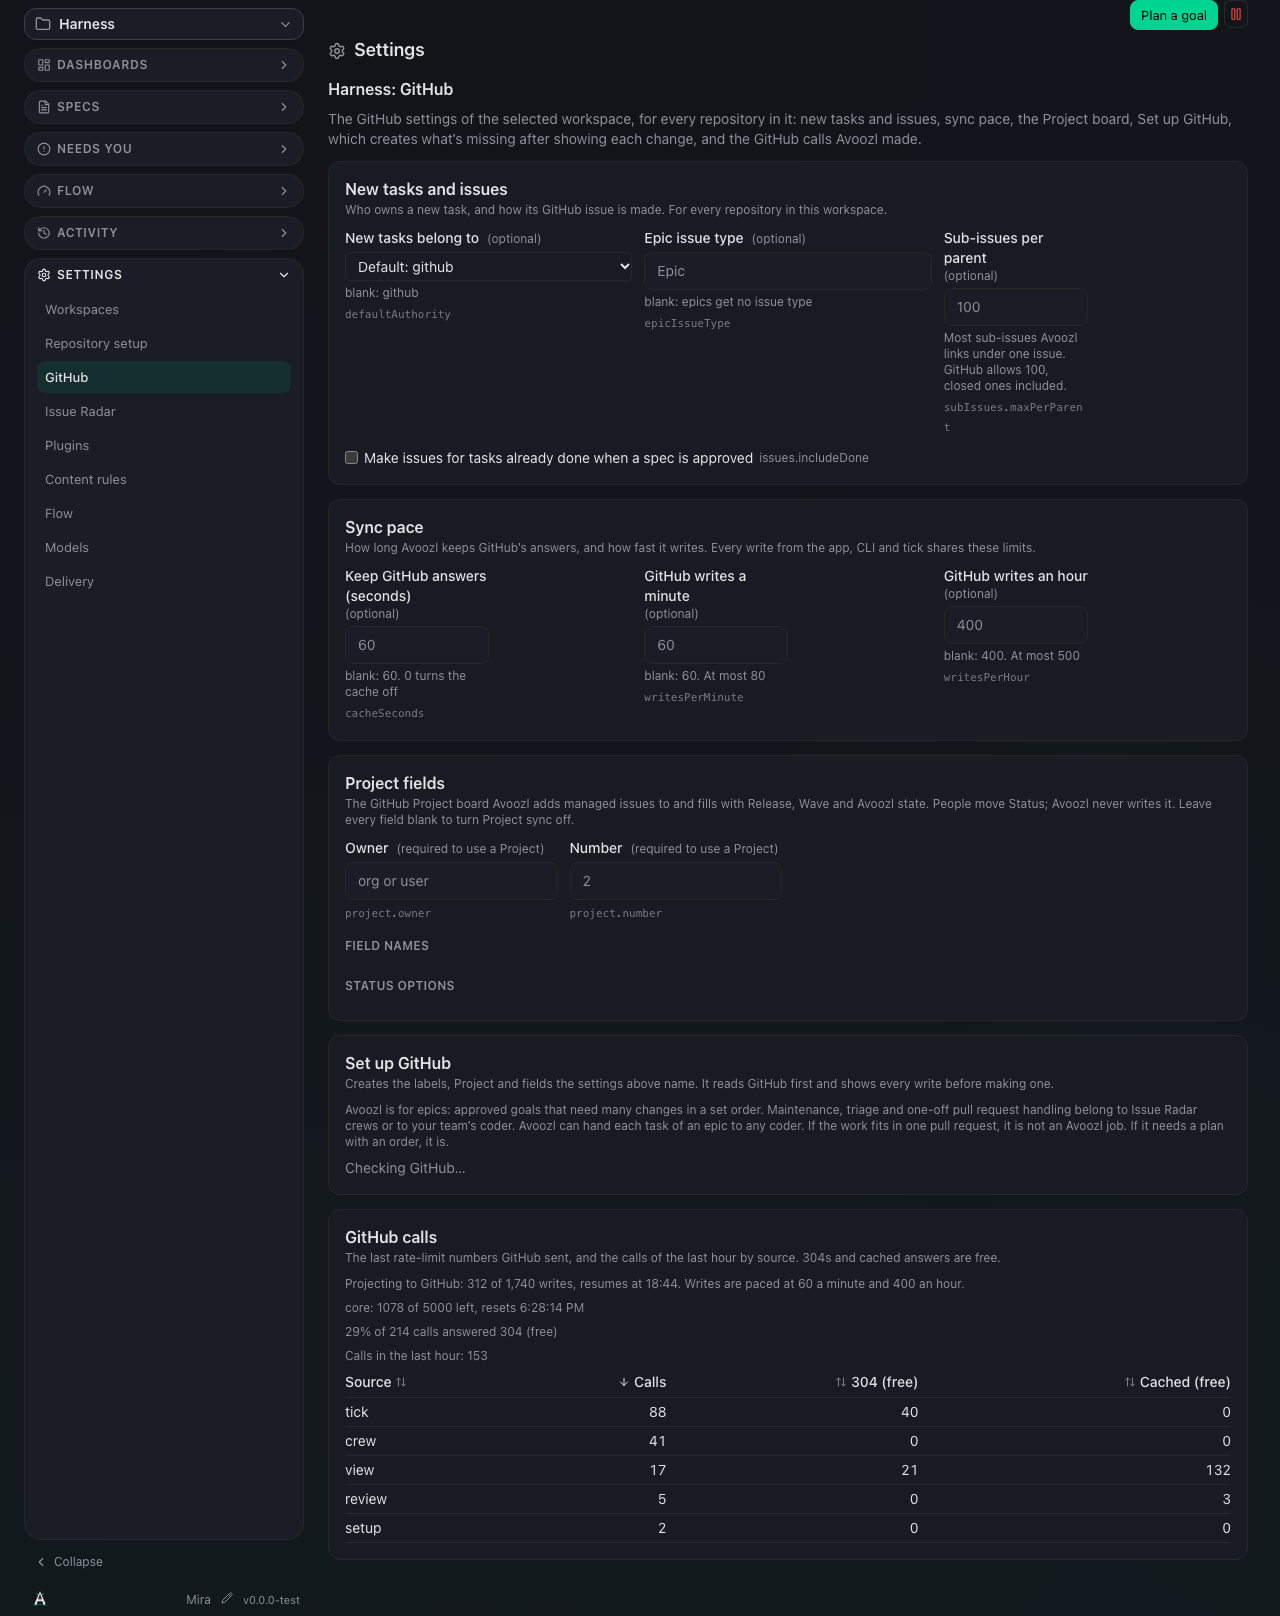 Harness
DASHBOARDS
SPECS
NEEDS YOU
FLOW
ACTIVITY
SETTINGS
Workspaces
Repository setup
GitHub
Issue Radar
Plugins
Content rules
Flow
Models
Delivery
Collapse
A
Mira v0.0.0-test
Plan a goal
Settings
Harness: GitHub
The GitHub settings of the selected workspace, for every repository in it: new tasks and issues, sync pace, the Project board, Set up GitHub,
which creates what's missing after showing each change, and the GitHub calls Avoozl made.
New tasks and issues
Who owns a new task, and how its GitHub issue is made. For every repository in this workspace.
New tasks belong to (optional)
Default: github
blank: github
defaultAuthority
Epic issue type (optional)
Epic
blank: epics get no issue type
epicIssueType
Sub-issues per
parent
(optional)
100
Most sub-issues Avoozl
links under one issue.
GitHub allows 100,
closed ones included.
subIssues.maxPerParen
t
Make issues for tasks already done when a spec is approved issues.includeDone
Sync pace
How long Avoozl keeps GitHub's answers, and how fast it writes. Every write from the app, CLI and tick shares these limits.
Keep GitHub answers
(seconds)
(optional)
60
blank: 60. 0 turns the
cache off
cacheSeconds
GitHub writes a
minute
(optional)
60
blank: 60. At most 80
writesPerMinute
GitHub writes an hour
(optional)
400
blank: 400. At most 500
writesPerHour
Project fields
The GitHub Project board Avoozl adds managed issues to and fills with Release, Wave and Avoozl state. People move Status; Avoozl never writes it. Leave
every field blank to turn Project sync off.
Owner (required to use a Project)
org or user
project.owner
Number (required to use a Project)
2
project.number
FIELD NAMES
STATUS OPTIONS
Set up GitHub
Creates the labels, Project and fields the settings above name. It reads GitHub first and shows every write before making one.
Avoozl is for epics: approved goals that need many changes in a set order. Maintenance, triage and one-off pull request handling belong to Issue Radar
crews or to your team's coder. Avoozl can hand each task of an epic to any coder. If the work fits in one pull request, it is not an Avoozl job. If it needs a plan
with an order, it is.
Checking GitHub…
GitHub calls
The last rate-limit numbers GitHub sent, and the calls of the last hour by source. 304s and cached answers are free.
Projecting to GitHub: 312 of 1,740 writes, resumes at 18:44. Writes are paced at 60 a minute and 400 an hour.
core: 1078 of 5000 left, resets 6:28:14 PM
29% of 214 calls answered 304 (free)
Calls in the last hour: 153
Source Calls 304 (free) Cached (free)
tick 88 40 0
crew 41 0 0
view 17 21 132
review 5 0 3
setup 2 0 0